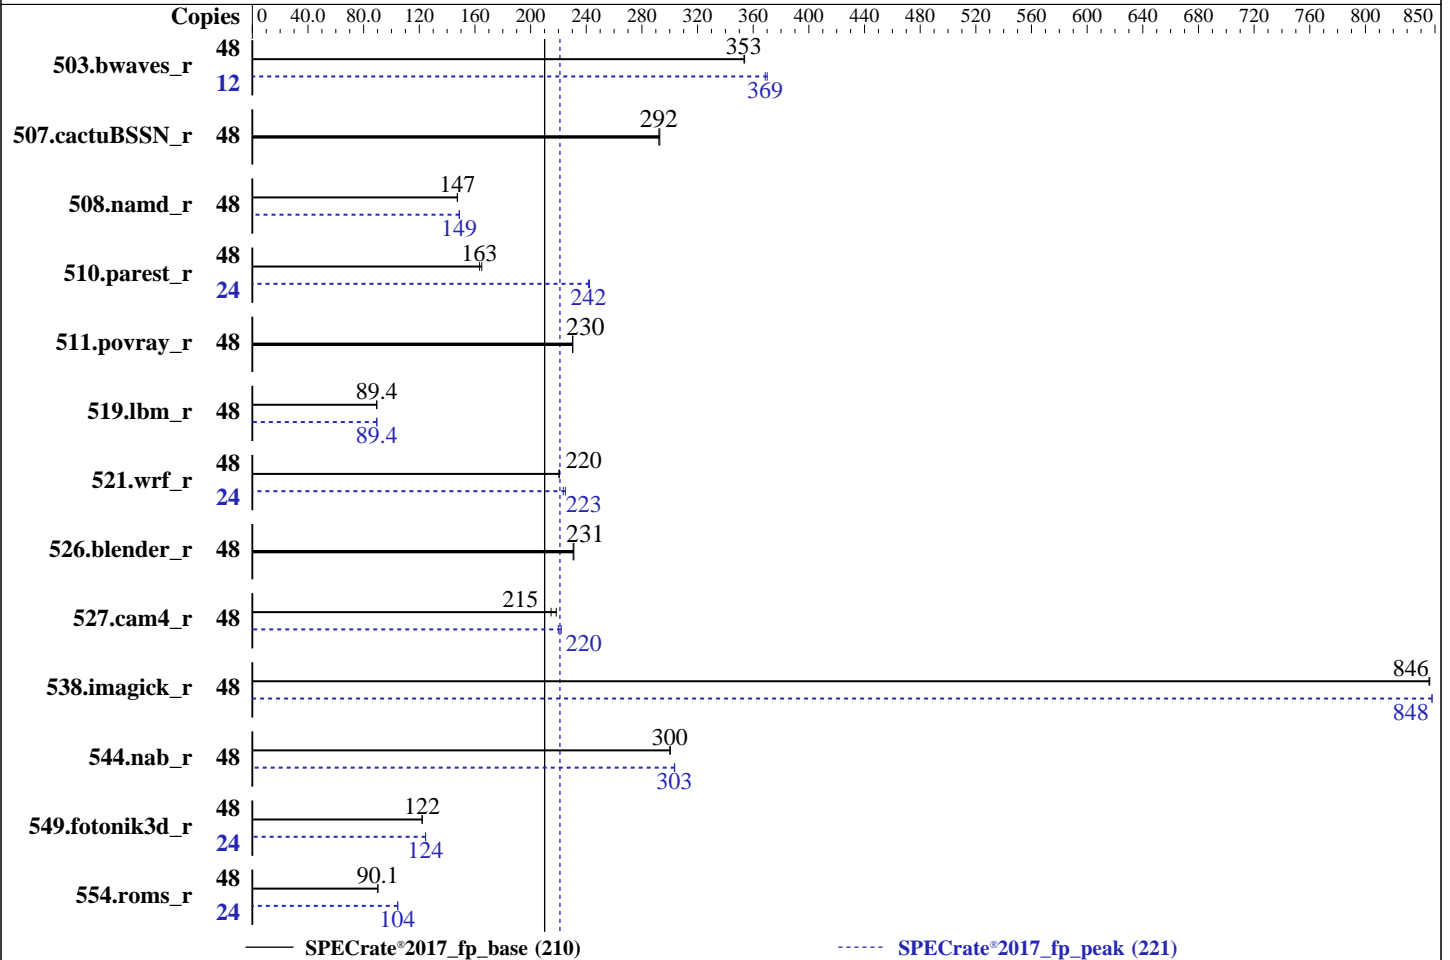 Copies 0 40.0 80.0 120 160 200 240 280 320 360 400 440 480 520 560 600 640 680 720 760 800 850
503.bwaves_r 48 353
12 369
507.cactuBSSN_r 48 292
508.namd_r 48 147
149
510.parest_r 48 163
24 242
511.povray_r 48 230
519.lbm_r 48 89.4
89.4
521.wrf_r 48 220
24 223
526.blender_r 48 231
527.cam4_r 48 215
220
538.imagick_r 48 846
848
544.nab_r 48 300
303
549.fotonik3d_r 48 122
24 124
554.roms_r 48 90.1
24 104
SPECrate®2017_fp_base (210) SPECrate®2017_fp_peak (221)